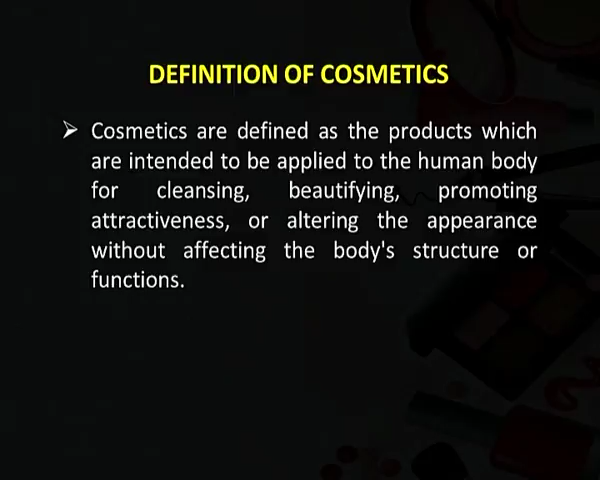 DEFINITION OF COSMETICS
➢ Cosmetics are defined as the products which
are intended to be applied to the human body
for cleansing, beautifying, promoting
attractiveness, or altering the appearance
without affecting the body's structure or
functions.